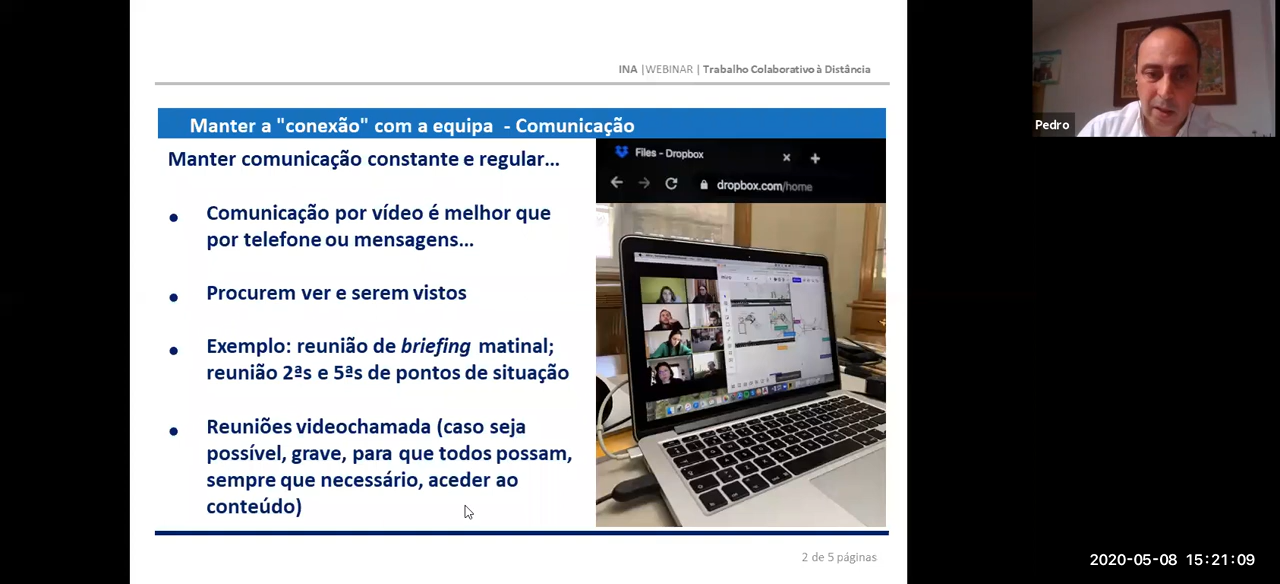 INA |WEBINAR | Trabalho Colaborativo à Distância
Manter a "conexão" com a equipa - Comunicação
Manter comunicação constante e regular...
• Comunicação por vídeo é melhor que
por telefone ou mensagens...
• Procurem ver e serem vistos
• Exemplo: reunião de briefing matinal;
reunião 2ªs e 5ªs de pontos de situação
• Reuniões videochamada (caso seja
possível, grave, para que todos possam,
sempre que necessário, aceder ao
conteúdo)
Files - Dropbox
dropbox.com/home
2 de 5 páginas
Pedro
2020-05-08 15:21:09